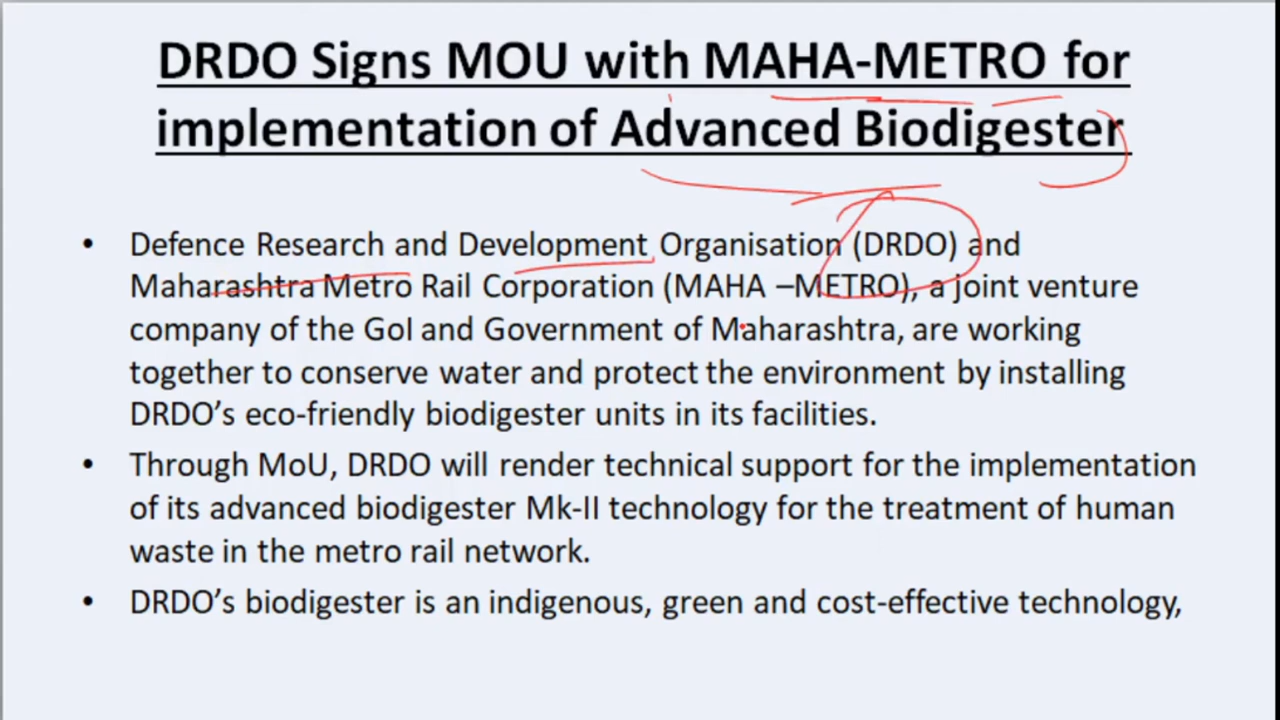 DRDO Signs MOU with MAHA-METRO for
implementation of Advanced Biodigester
• Defence Research and Development Organisation (DRDO) and
Maharashtra Metro Rail Corporation (MAHA –METRO), a joint venture
company of the GoI and Government of Maharashtra, are working
together to conserve water and protect the environment by installing
DRDO’s eco-friendly biodigester units in its facilities.
• Through MoU, DRDO will render technical support for the implementation
of its advanced biodigester Mk-II technology for the treatment of human
waste in the metro rail network.
• DRDO’s biodigester is an indigenous, green and cost-effective technology,